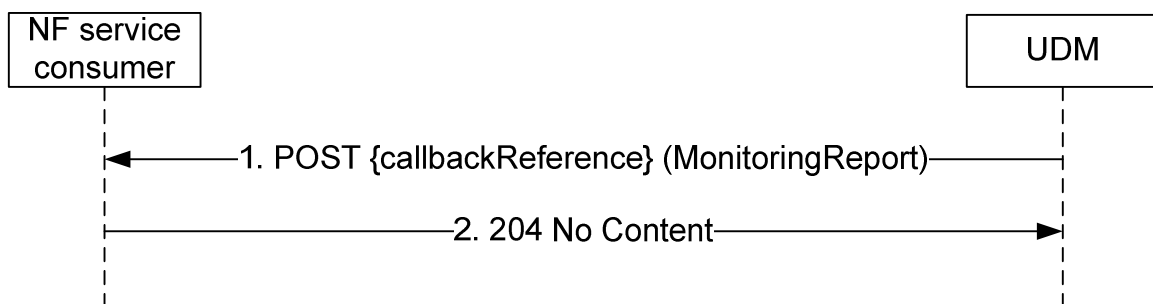 NF service
consumer
UDM
1. POST {callbackReference} (MonitoringReport)
2. 204 No Content